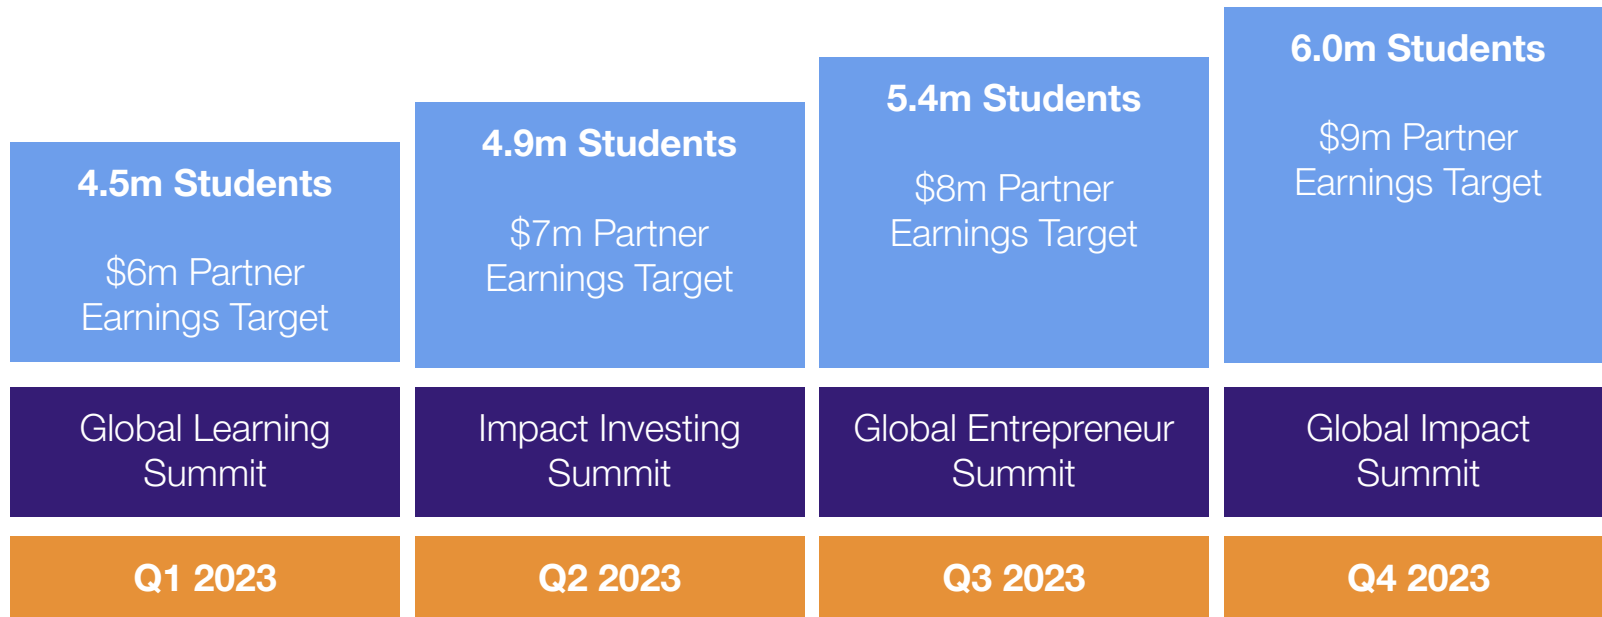 4.5m Students
$6m Partner
Earnings Target
Global Learning
Summit
Q1 2023
4.9m Students
$7m Partner
Earnings Target
Impact Investing
Summit
Q2 2023
5.4m Students
$8m Partner
Earnings Target
Global Entrepreneur
Summit
Q3 2023
6.0m Students
$9m Partner
Earnings Target
Global Impact
Summit
Q4 2023